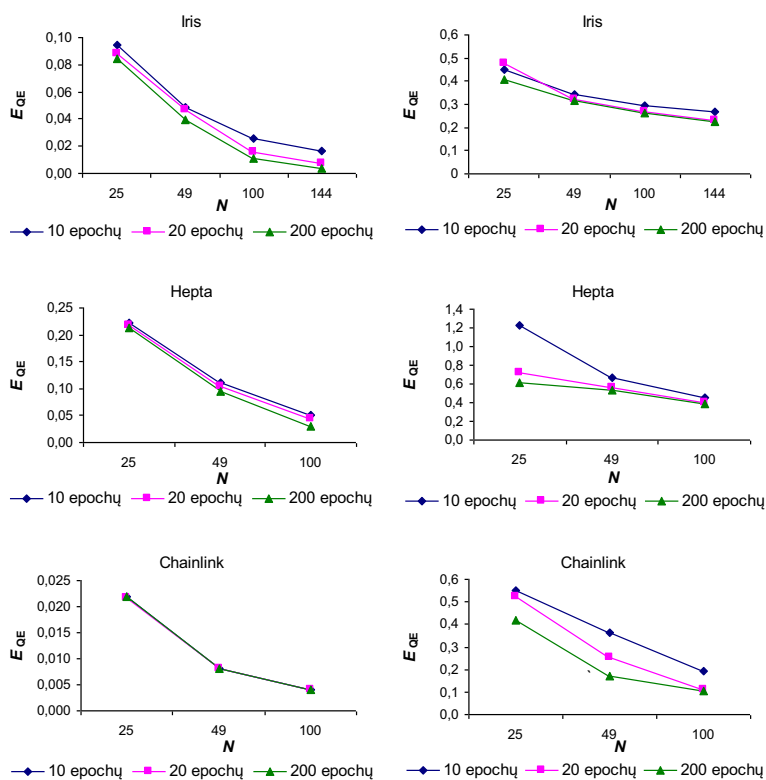 Iris
0,10
0,08
0,06
0,04
0,02
0,00
E QE
25 49 100 144
N
10 epochų 20 epochų 200 epochų
Iris
0,6
0,5
0,4
0,3
0,2
0,1
0
E QE
25 49 100 144
N
10 epochų 20 epochų 200 epochų
Hepta
0,25
0,20
0,15
0,10
0,05
0,00
E QE
25 49 100
N
10 epochų 20 epochų 200 epochų
Hepta
1,4
1,2
1,0
0,8
0,6
0,4
0,2
0,0
E QE
25 49 100
N
10 epochų 20 epochų 200 epochų
Chainlink
0,025
0,020
0,015
0,010
0,005
0,000
E QE
25 49 100
N
10 epochų 20 epochų 200 epochų
Chainlink
0,6
0,5
0,4
0,3
0,2
0,1
0,0
E QE
25 49 100
N
10 epochų 20 epochų 200 epochų